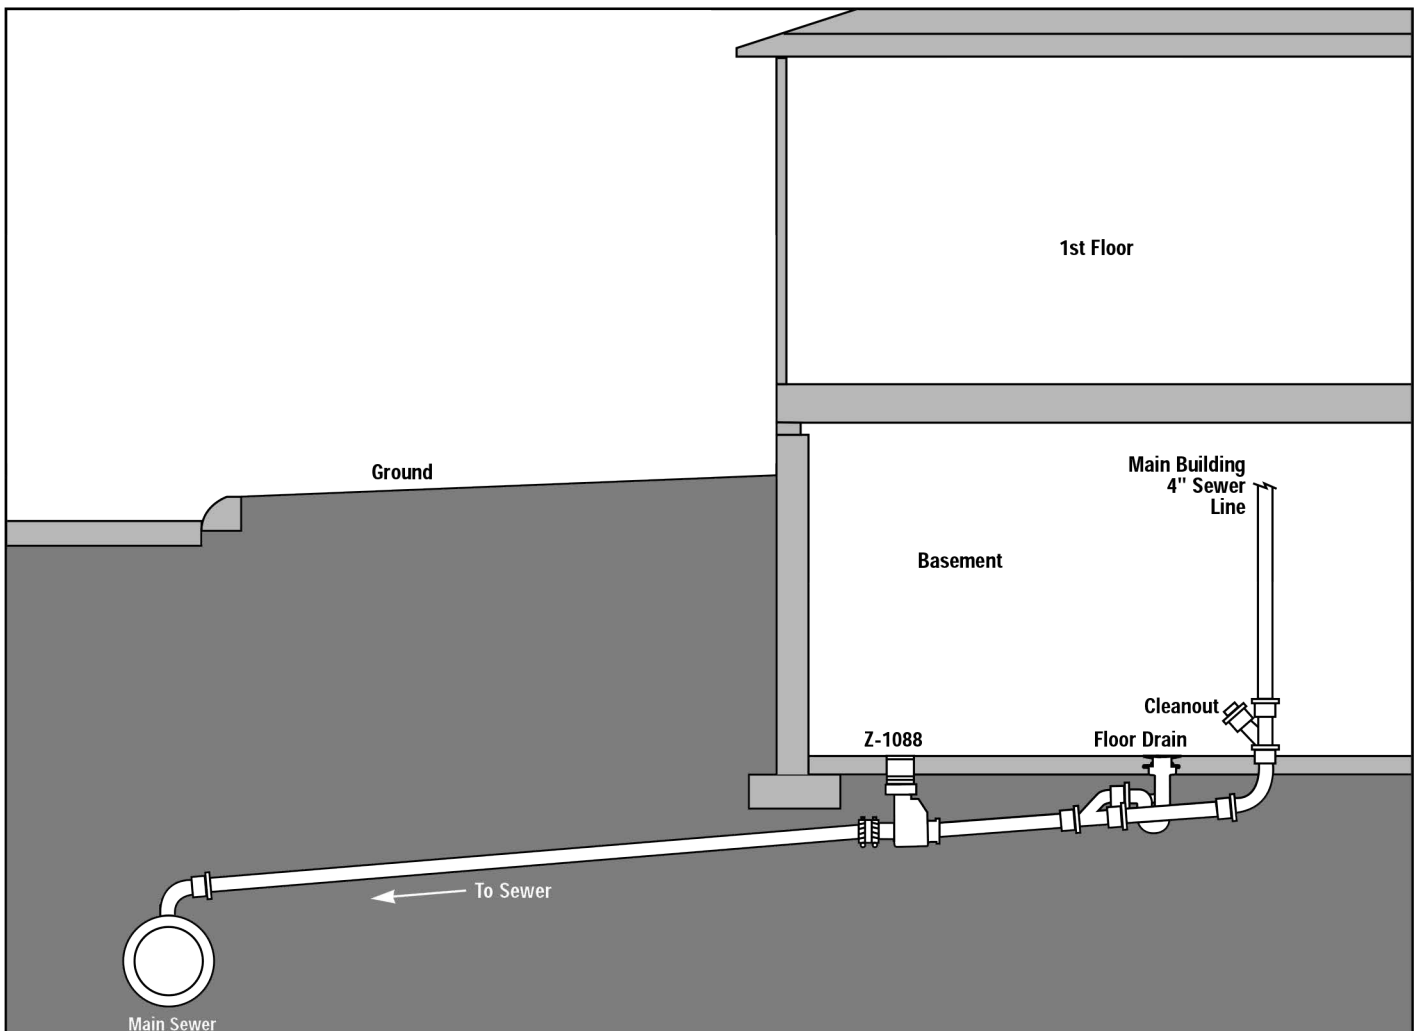 1st Floor
Ground
Main Building
4" Sewer
Line
Basement
Cleanout
Z-1088
Floor Drain
To Sewer
Main Sewer